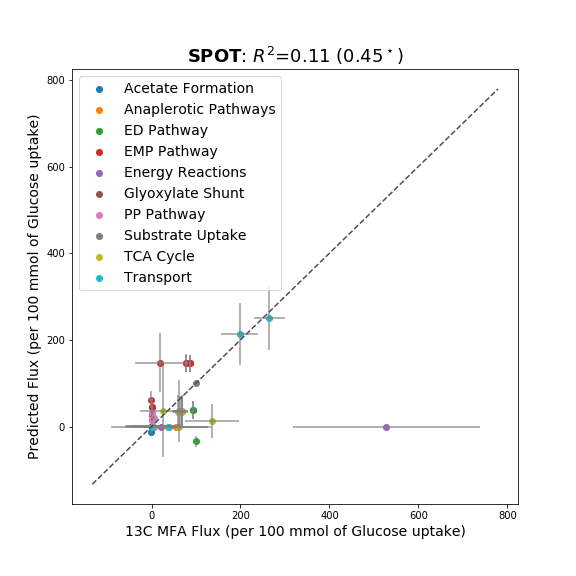 SPOT: R²=0.11 (0.45*)
Predicted Flux (per 100 mmol of Glucose uptake)
800
600
400
200
0
Acetate Formation
Anaplerotic Pathways
ED Pathway
EMP Pathway
Energy Reactions
Glyoxylate Shunt
PP Pathway
Substrate Uptake
TCA Cycle
Transport
0 200 400 600 800
13C MFA Flux (per 100 mmol of Glucose uptake)